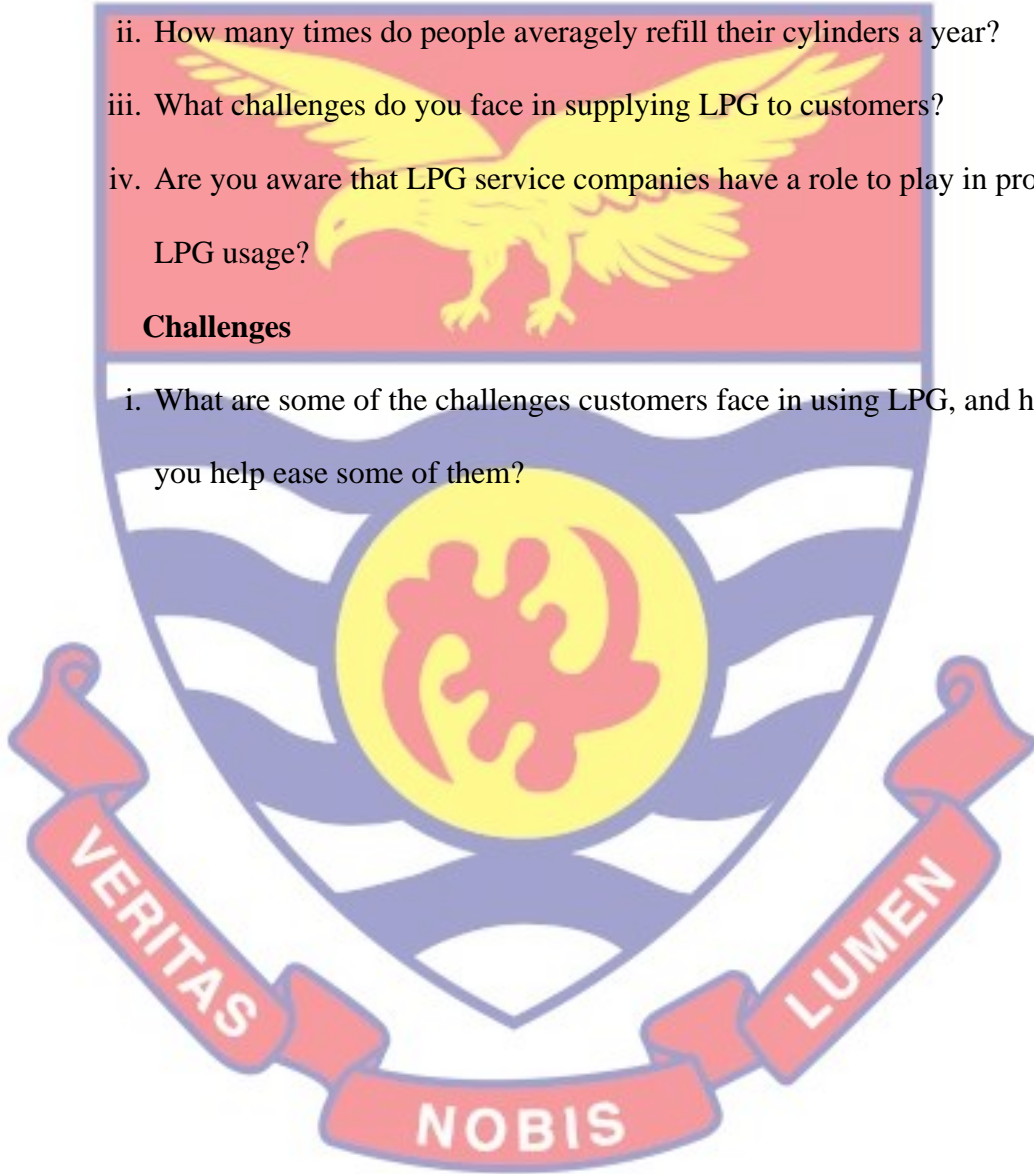 ii. How many times do people averagely refill their cylinders a year?
iii. What challenges do you face in supplying LPG to customers?
iv. Are you aware that LPG service companies have a role to play in pro
LPG usage?
Challenges
i. What are some of the challenges customers face in using LPG, and h
you help ease some of them?
VERITAS
NOBIS
LUMEN